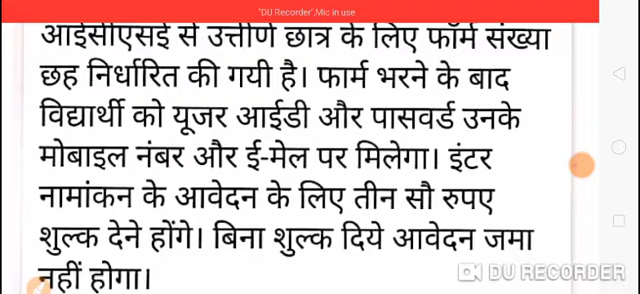 "DU Recorder",Mic in use
आईसीएसई से उत्तीर्ण छात्र के लिए फॉर्म संख्या
छह निर्धारित की गयी है। फार्म भरने के बाद
विद्यार्थी को यूजर आईडी और पासवर्ड उनके
मोबाइल नंबर और ई-मेल पर मिलेगा। इंटर
नामांकन के आवेदन के लिए तीन सौ रुपए
शुल्क देने होंगे। बिना शुल्क दिये आवेदन जमा
नहीं होगा।
DU RECORDER